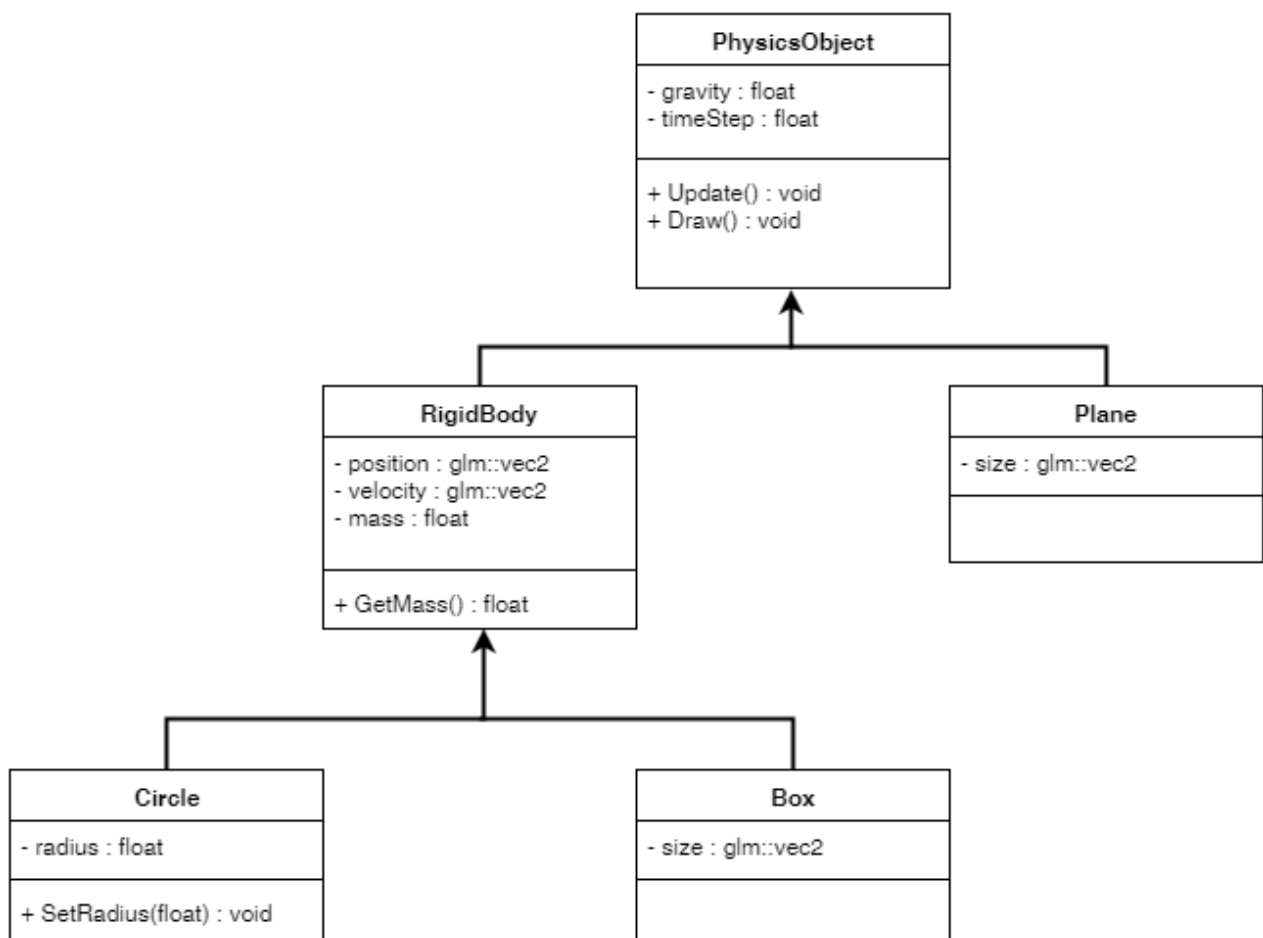 PhysicsObject
- gravity : float
- timeStep : float
+ Update() : void
+ Draw() : void
RigidBody
- position : glm::vec2
- velocity : glm::vec2
- mass : float
+ GetMass() : float
Plane
- size : glm::vec2
Circle
- radius : float
+ SetRadius(float) : void
Box
- size : glm::vec2